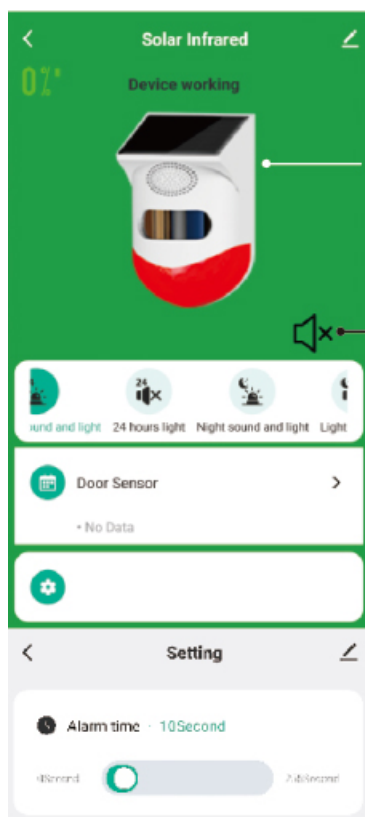 Solar Infrared
0%
Device working
24
ound and light 24 hours light Night sound and light Light
Door Sensor
• No Data
Setting
Alarm time · 10Second